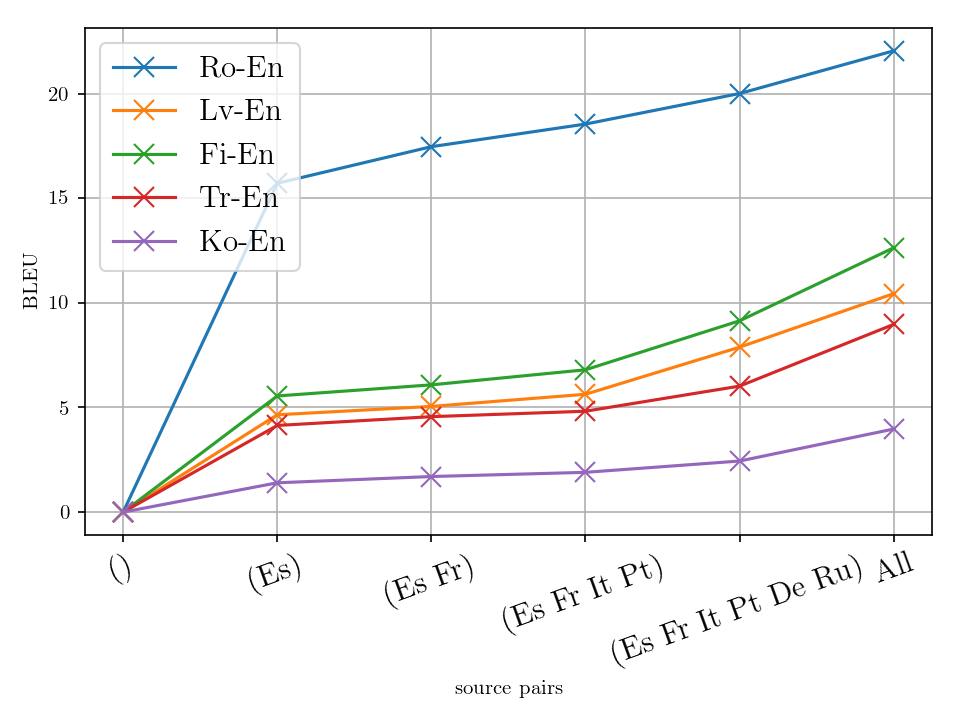 Ro-En
Lv-En
Fi-En
Tr-En
Ko-En
BLEU
20
15
10
5
0
()
(Es)
(Es Fr)
(Es Fr It Pt)
(Es Fr It Pt De Ru)
All
source pairs